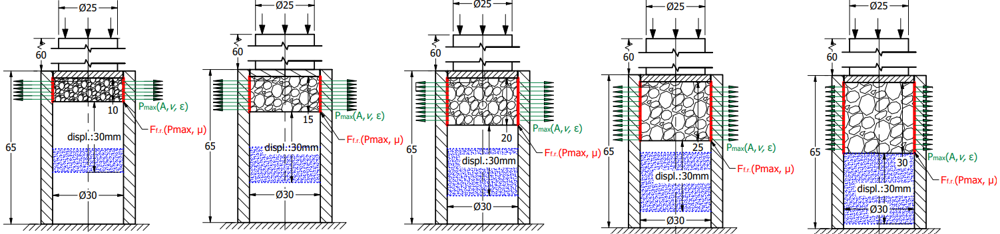 Ø25
60
10
Pmax(A, ν, ε)
Ff.r.(Pmax, μ)
displ.:30mm
65
Ø30
Ø25
60
15
Pmax(A, ν, ε)
Ff.r.(Pmax, μ)
displ.:30mm
65
Ø30
Ø25
60
20
Pmax(A, ν, ε)
Ff.r.(Pmax, μ)
displ.:30mm
65
Ø30
Ø25
60
25
Pmax(A, ν, ε)
Ff.r.(Pmax, μ)
displ.:30mm
65
Ø30
Ø25
60
30
Pmax(A, ν, ε)
Ff.r.(Pmax, μ)
displ.:30mm
65
Ø30